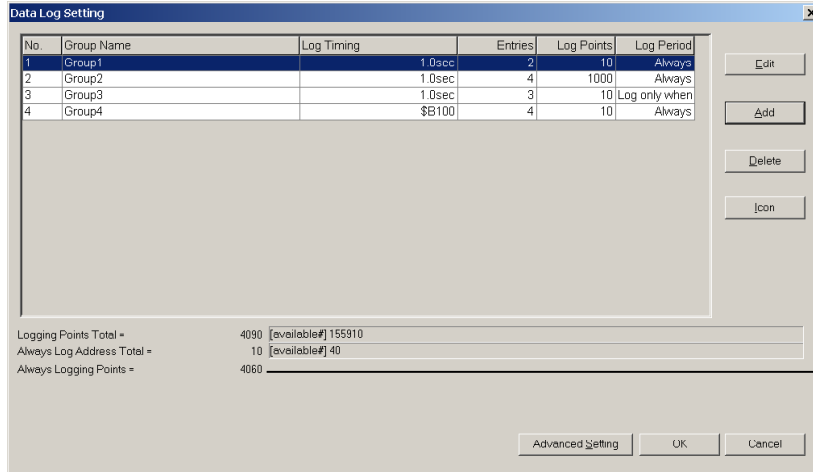 Data Log Setting
No. Group Name Log Timing Entries Log Points Log Period
1 Group1 1.0sec 2 10 Always
2 Group2 1.0sec 4 1000 Always
3 Group3 1.0sec 3 10 Log only when
4 Group4 $B100 4 10 Always
Edit
Add
Delete
Icon
Logging Points Total = 4090 [available#] 155910
Always Log Address Total = 10 [available#] 40
Always Logging Points = 4060
Advanced Setting OK Cancel